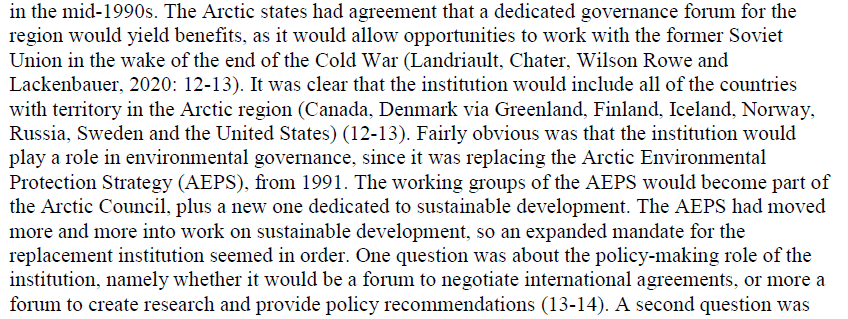 in the mid-1990s. The Arctic states had agreement that a dedicated governance forum for the
region would yield benefits, as it would allow opportunities to work with the former Soviet
Union in the wake of the end of the Cold War (Landriault, Chater, Wilson Rowe and
Lackenbauer, 2020: 12-13). It was clear that the institution would include all of the countries
with territory in the Arctic region (Canada, Denmark via Greenland, Finland, Iceland, Norway,
Russia, Sweden and the United States) (12-13). Fairly obvious was that the institution would
play a role in environmental governance, since it was replacing the Arctic Environmental
Protection Strategy (AEPS), from 1991. The working groups of the AEPS would become part of
the Arctic Council, plus a new one dedicated to sustainable development. The AEPS had moved
more and more into work on sustainable development, so an expanded mandate for the
replacement institution seemed in order. One question was about the policy-making role of the
institution, namely whether it would be a forum to negotiate international agreements, or more a
forum to create research and provide policy recommendations (13-14). A second question was